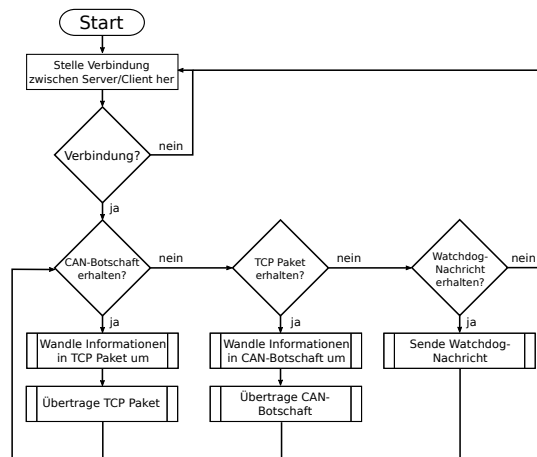 Start
Stelle Verbindung
zwischen Server/Client her
Verbindung?
nein
ja
CAN-Botschaft
erhalten?
nein
TCP Paket
erhalten?
nein
Watchdog-
Nachricht
erhalten?
nein
ja
ja
ja
Wandle Informationen
in TCP Paket um
Wandle Informationen
in CAN-Botschaft um
Sende Watchdog-
Nachricht
Übertrage TCP Paket
Übertrage CAN-
Botschaft